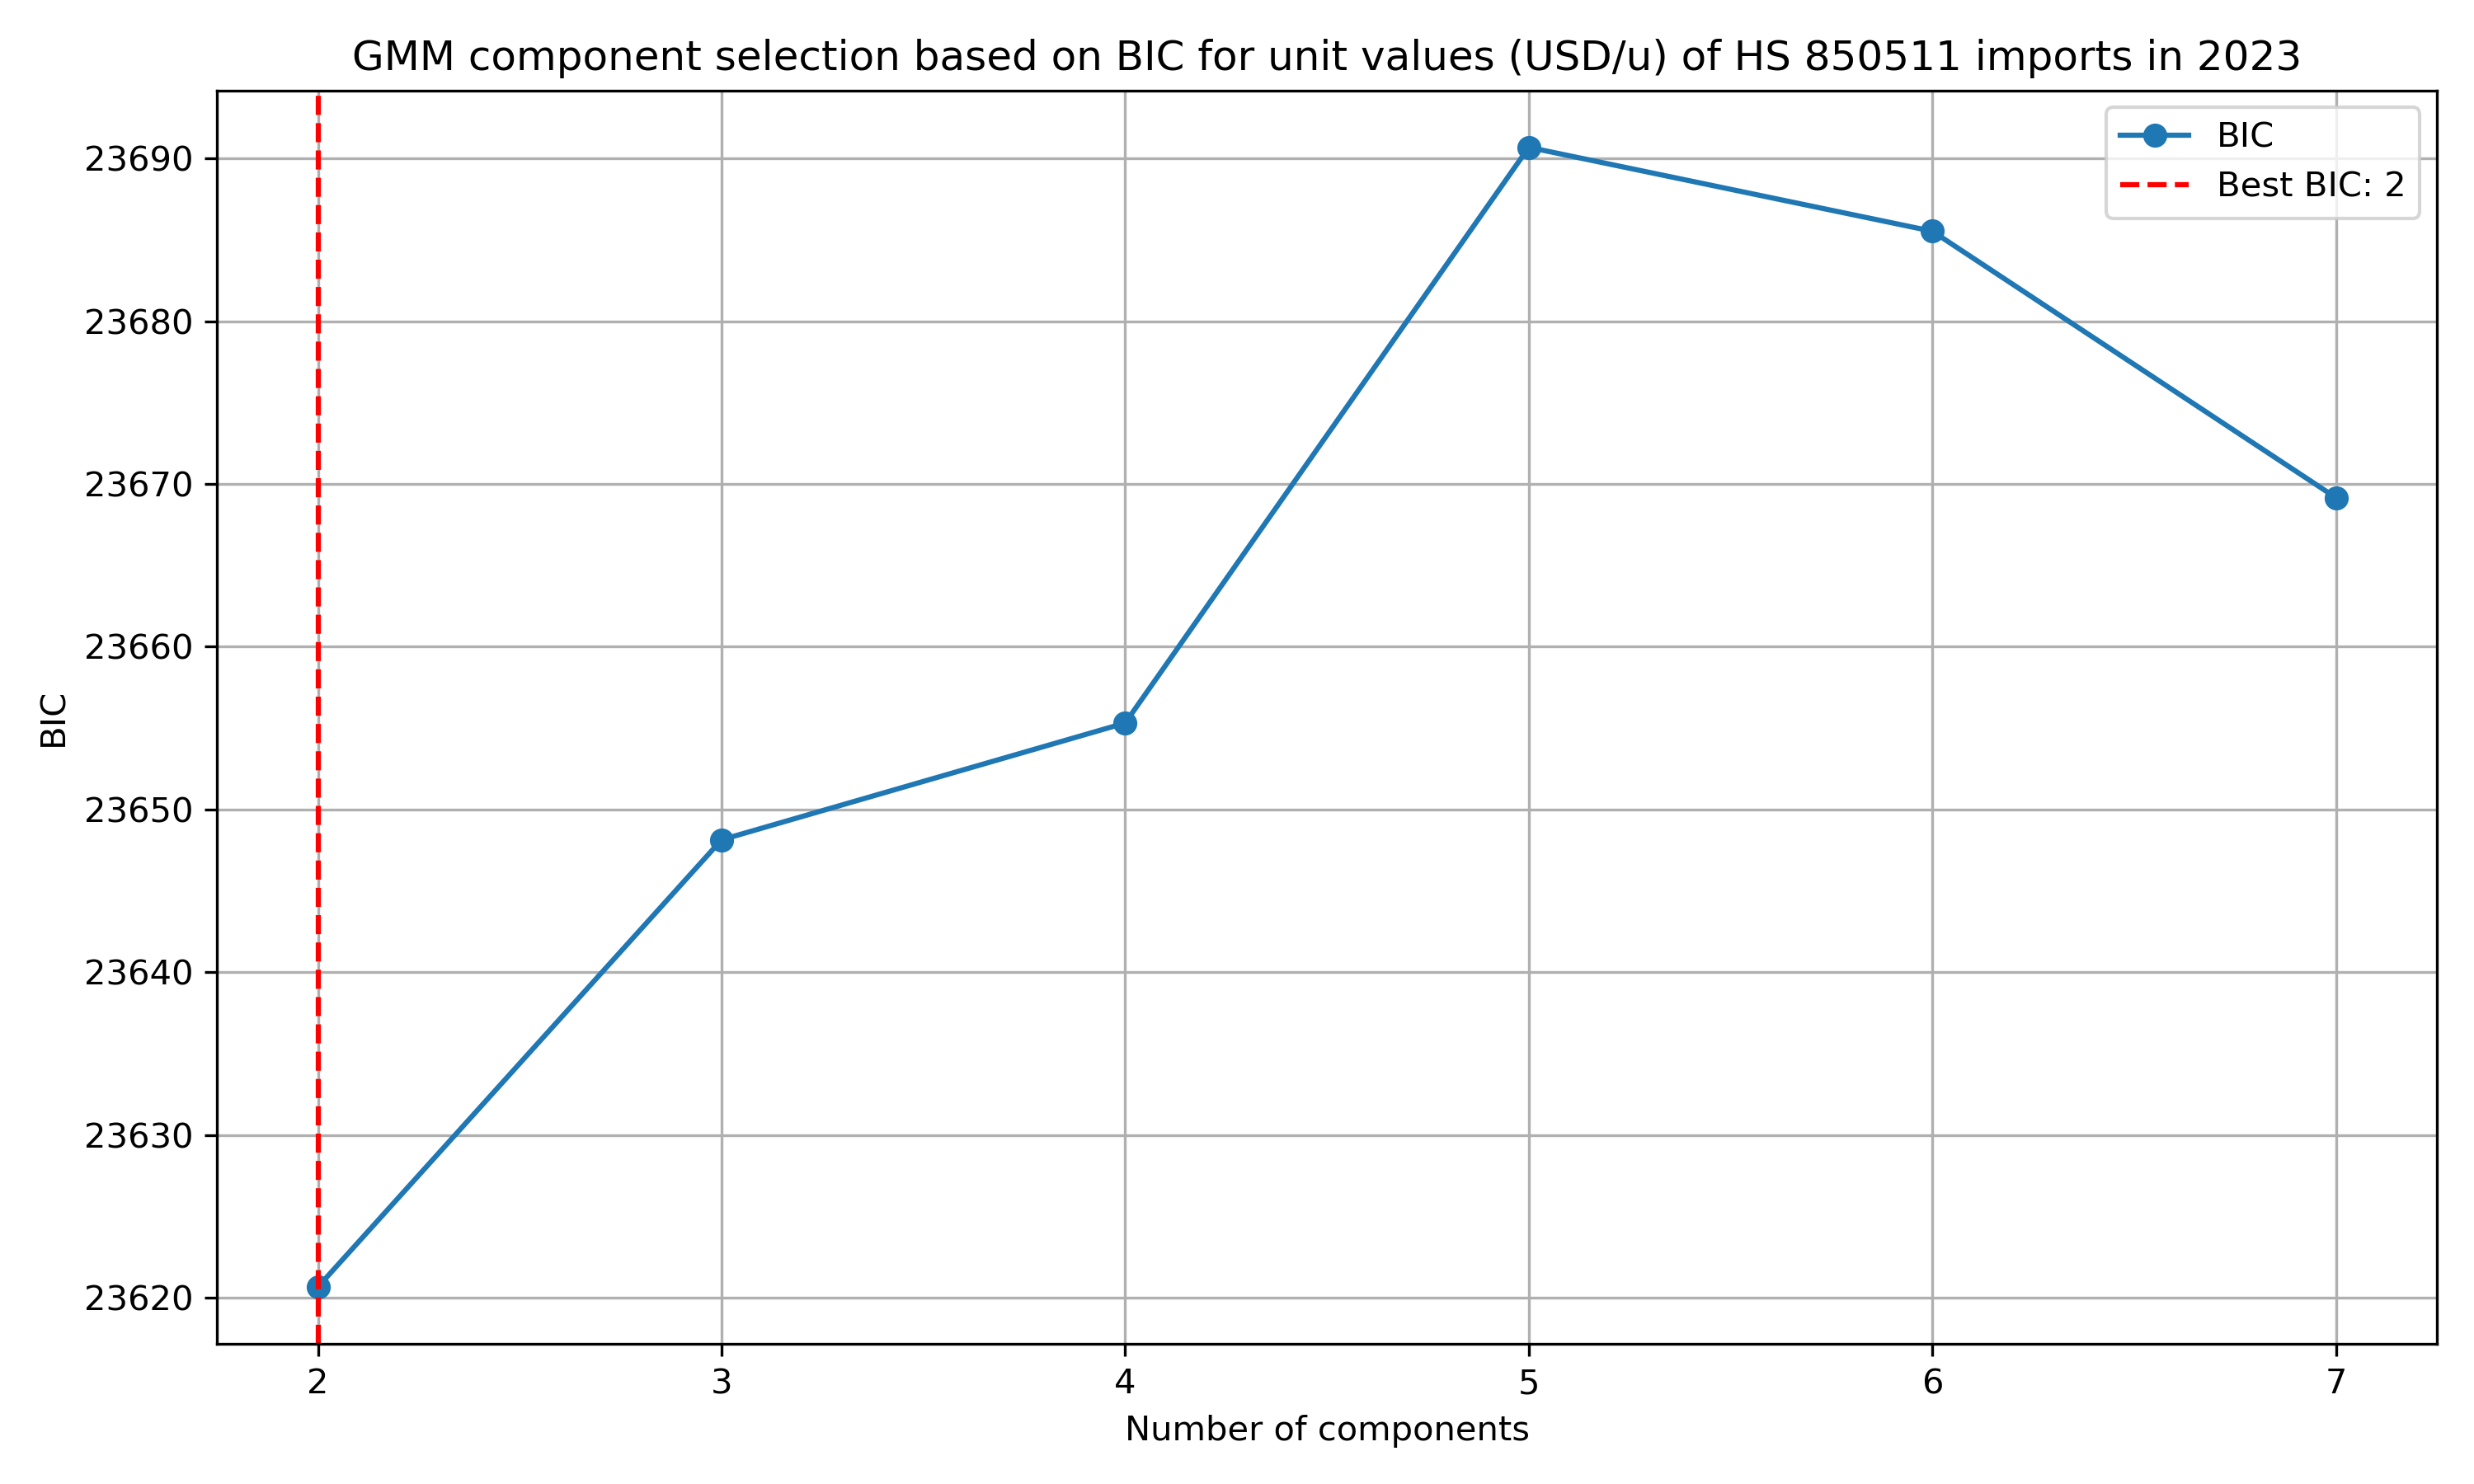 GMM component selection based on BIC for unit values (USD/u) of HS 850511 imports in 2023
BIC
Best BIC: 2
23690
23680
23670
23660
23650
23640
23630
23620
BIC
2 3 4 5 6 7
Number of components